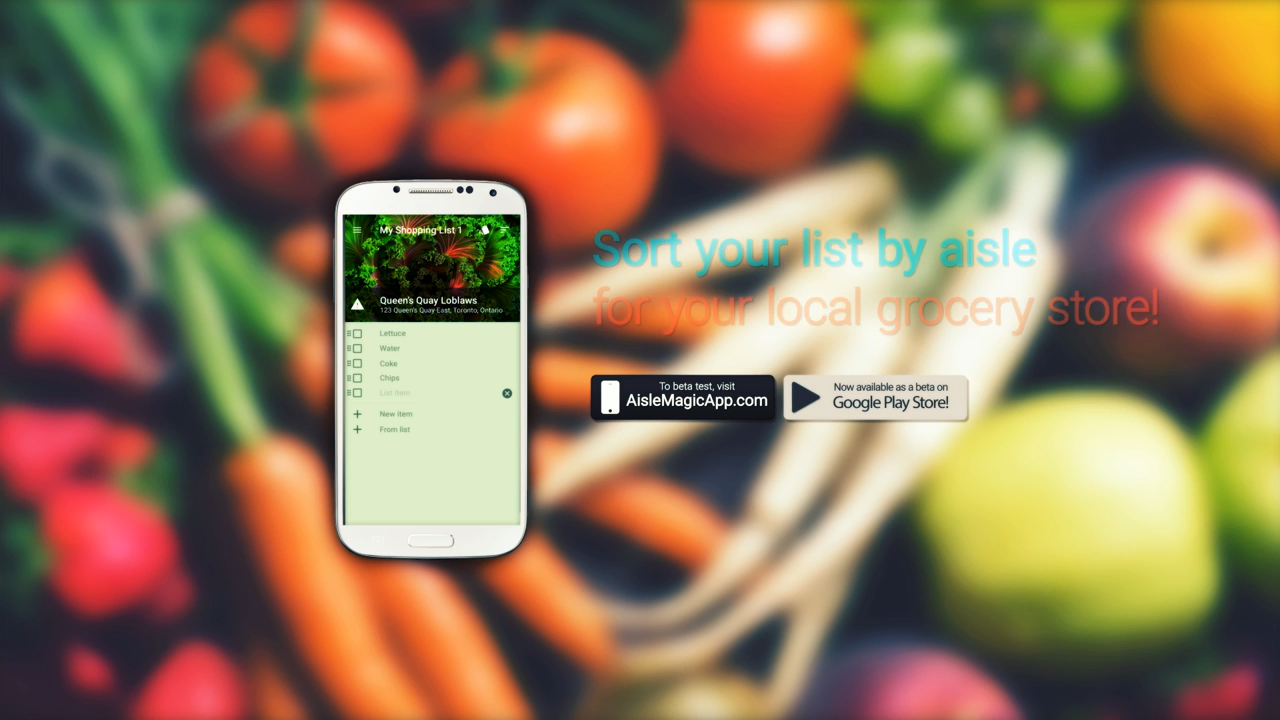 My Shopping List 1
Queen's Quay Loblaws
123 Queen's Quay East, Toronto, Ontario
Lettuce
Water
Coke
Chips
List item
New item
From list
Sort your list by aisle
for your local grocery store!
To beta test, visit
AisleMagicApp.com
Now available as a beta on
Google Play Store!